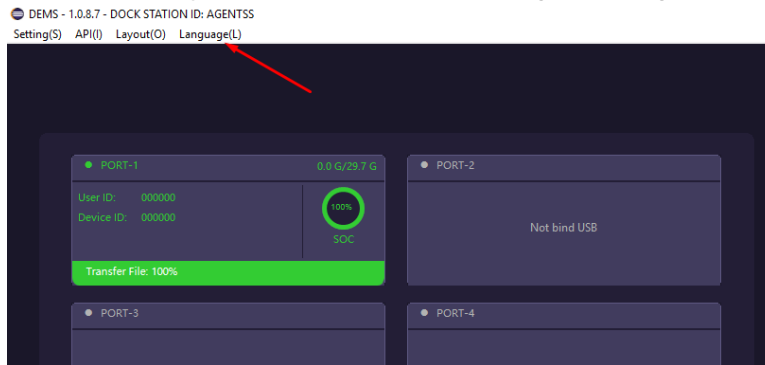 DEMS - 1.0.8.7 - DOCK STATION ID: AGENTSS
Setting(S) API(I) Layout(O) Language(L)
PORT-1 0.0 G/29.7 G
User ID: 000000
Device ID: 000000
100%
SOC
Transfer File: 100%
PORT-2
Not bind USB
PORT-3
PORT-4